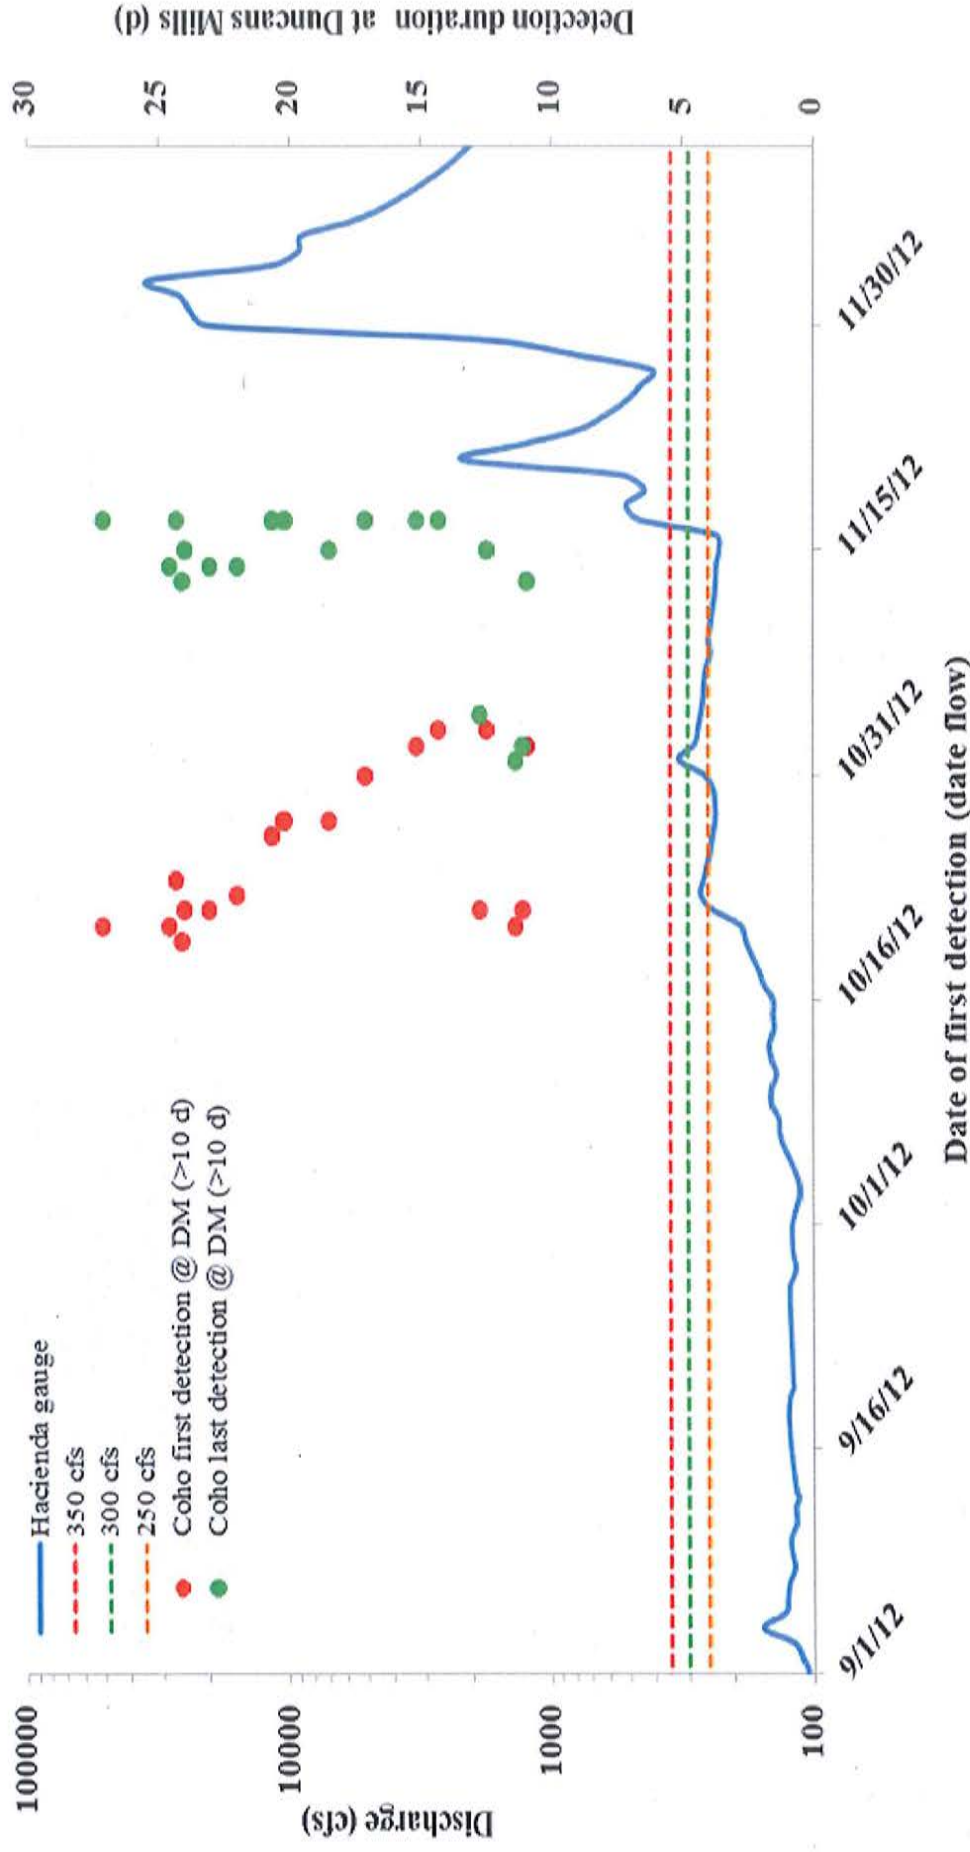 Hacienda gauge
350 cfs
300 cfs
250 cfs
Coho first detection @ DM (>10 d)
Coho last detection @ DM (>10 d)
100000
10000
1000
100
Discharge (cfs)
30
25
20
15
10
5
0
Detection duration at Duncans Mills (d)
9/1/12
9/16/12
10/1/12
10/16/12
10/31/12
11/15/12
11/30/12
Date of first detection (date flow)